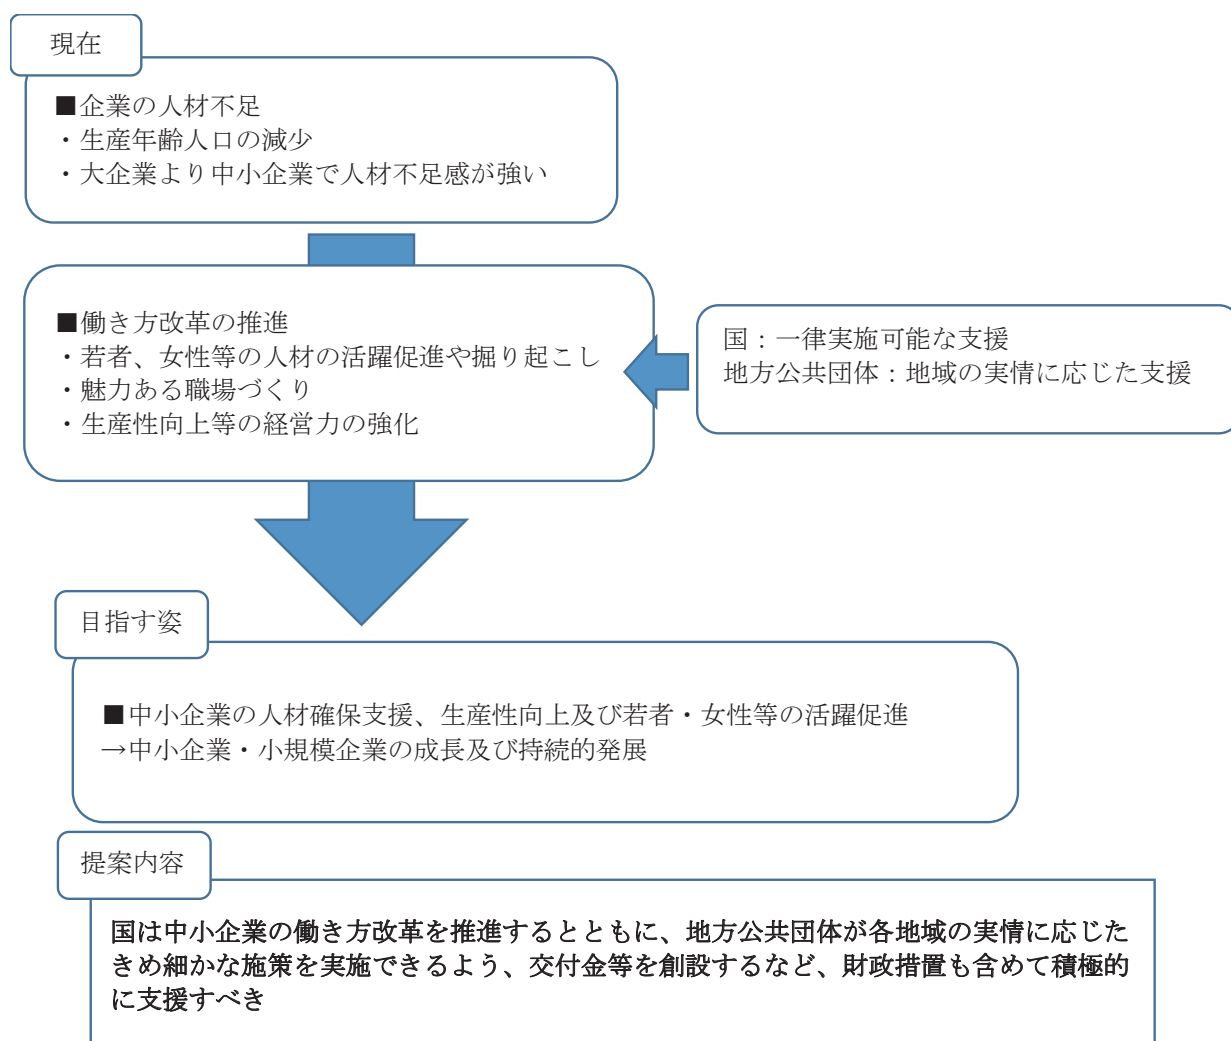 現在
■企業の人材不足
・生産年齢人口の減少
・大企業より中小企業で人材不足感が強い
■働き方改革の推進
・若者、女性等の人材の活躍促進や掘り起こし
・魅力ある職場づくり
・生産性向上等の経営力の強化
国：一律実施可能な支援
地方公共団体：地域の実情に応じた支援
目指す姿
■中小企業の人材確保支援、生産性向上及び若者・女性等の活躍促進
→中小企業・小規模企業の成長及び持続的発展
提案内容
国は中小企業の働き方改革を推進するとともに、地方公共団体が各地域の実情に応じた
きめ細かな施策を実施できるよう、交付金等を創設するなど、財政措置も含めて積極的
に支援すべき